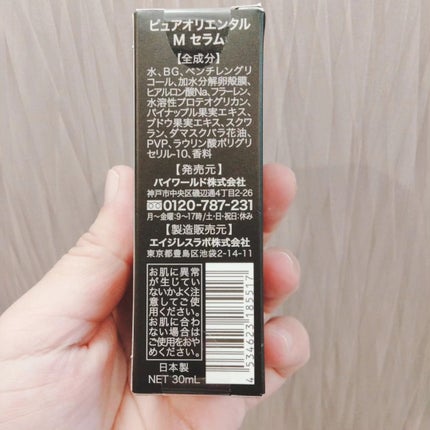 ピュアオリエンタル
M セラム
【全成分】
水、BG、ペンチレングリ
コール、加水分解卵殻膜、
ヒアルロン酸Na、フラーレン、
水溶性プロテオグリカン、
パイナップル果実エキス、
ブドウ果実エキス、スクワ
ラン、ダマスクバラ花油、
PVP、ラウリン酸ポリグリ
セリル-10、香料
【発売元】
バイワールド株式会社
神戸市中央区磯辺通4丁目2-26
0120-787-231
月〜金曜:9〜17時/土・日・祝日:休み
【製造販売元】
エイジレスラボ株式会社
東京都豊島区池袋2-14-11
お肌に異常
が生じてい
ないかよく注
意してご使
用ください。
お肌に合わ
ない場合は
ご使用をおや
めください。
日本製
NET 30mL
4 534623 185517